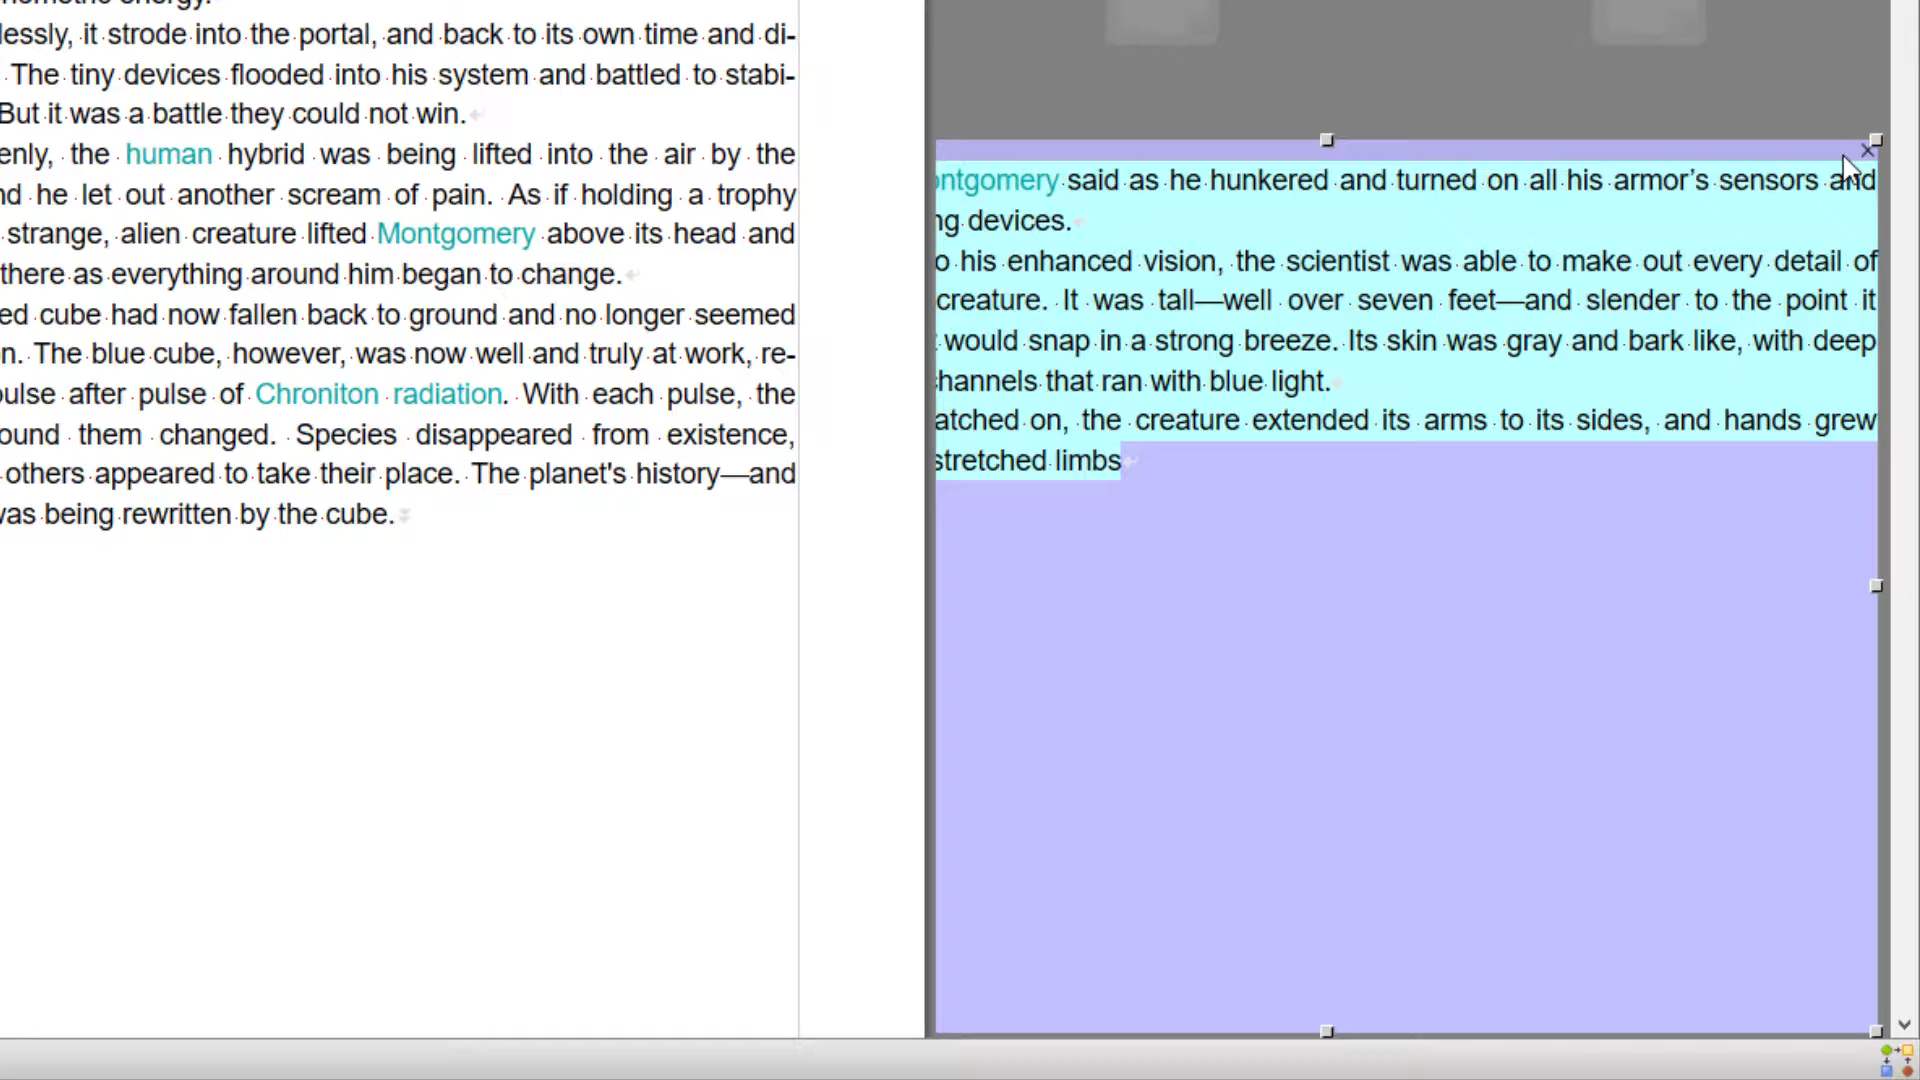 energy.
lessly, it strode into the portal, and back to its own time and di-
The tiny devices flooded into his system and battled to stabi-
But it was a battle they could not win.
enly, the human hybrid was being lifted into the air by the
nd he let out another scream of pain. As if holding a trophy
strange, alien creature lifted Montgomery above its head and
there as everything around him began to change.
ed cube had now fallen back to ground and no longer seemed
n. The blue cube, however, was now well and truly at work, re-
pulse after pulse of Chroniton radiation. With each pulse, the
ound them changed. Species disappeared from existence,
others appeared to take their place. The planet's history—and
was being rewritten by the cube.
ontgomery said as he hunkered and turned on all his armor’s sensors and
ng devices.
o his enhanced vision, the scientist was able to make out every detail of
creature. It was tall—well over seven feet—and slender to the point it
would snap in a strong breeze. Its skin was gray and bark like, with deep
channels that ran with blue light.
atched on, the creature extended its arms to its sides, and hands grew
stretched limbs